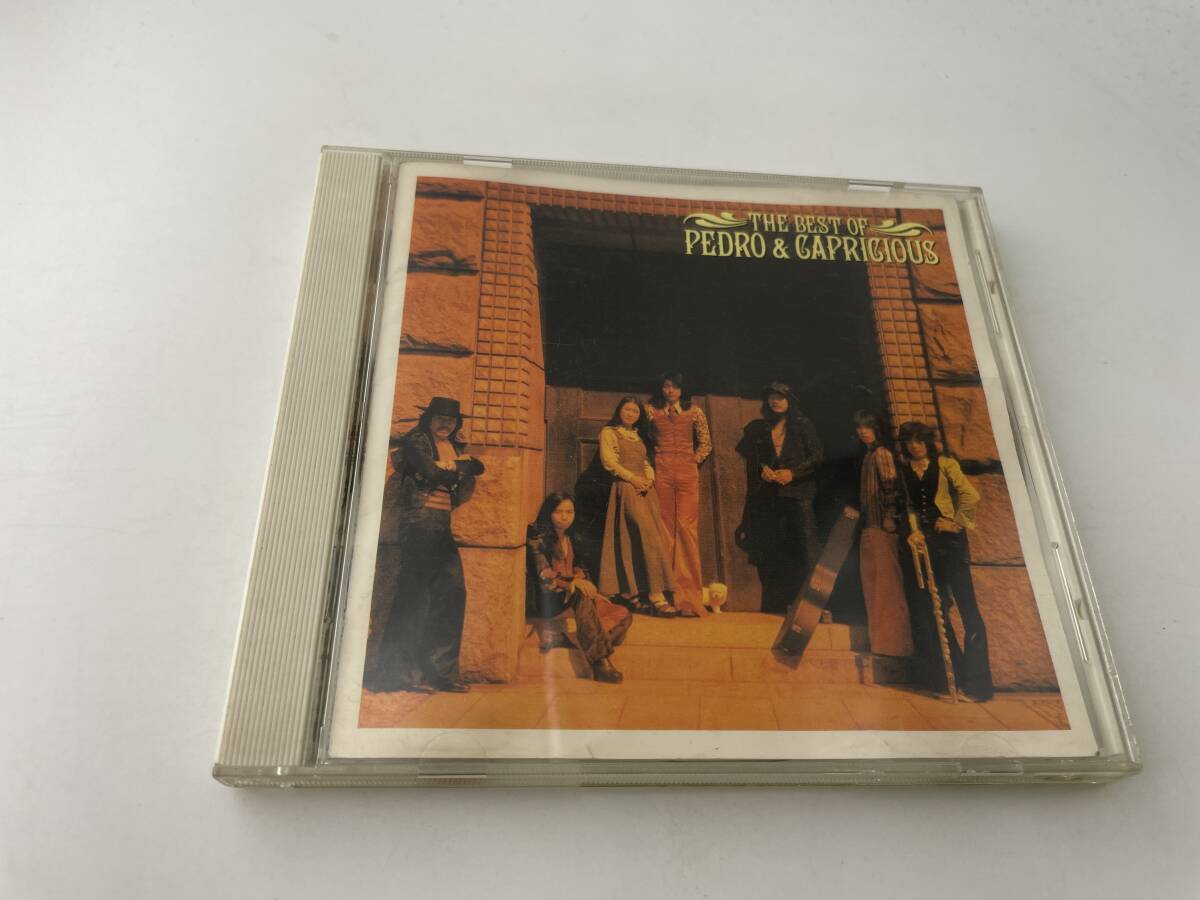 THE BEST OF
PEDRO & CAPRICIOUS